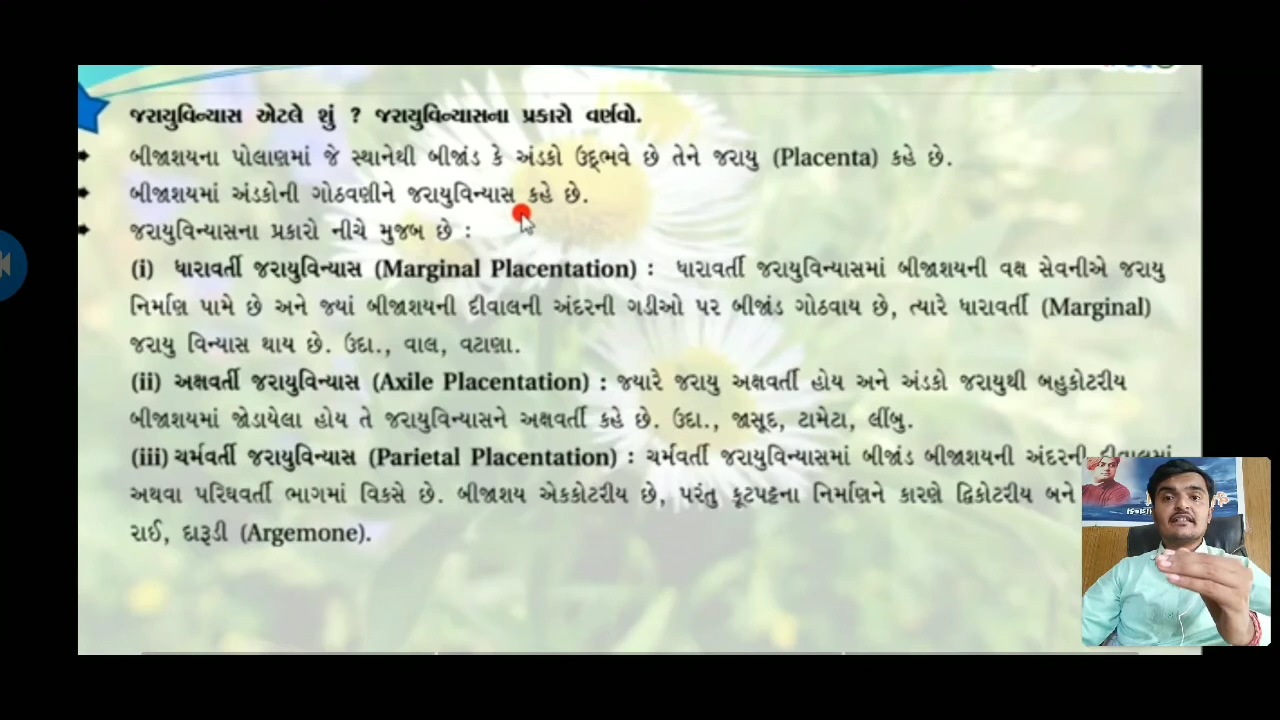 જરાયુવિન્યાસ એટલે શું ? જરાયુવિન્યાસના પ્રકારો વર્ણવો.
બીજાશયના પોલાણમાં જે સ્થાનેથી બીજાંડ કે અંડકો ઉદ્ભવે છે તેને જરાયુ (Placenta) કહે છે.
બીજાશયમાં અંડકોની ગોઠવણીને જરાયુવિન્યાસ કહે છે.
જરાયુવિન્યાસના પ્રકારો નીચે મુજબ છે :
(i) ધારાવર્તી જરાયુવિન્યાસ (Marginal Placentation) : ધારાવર્તી જરાયુવિન્યાસમાં બીજાશયની વક્ષ સેવનીએ જરાયુ
નિર્માણ પામે છે અને જ્યાં બીજાશયની દીવાલની અંદરની ગડીઓ પર બીજાંડ ગોઠવાય છે, ત્યારે ધારાવર્તી (Marginal)
જરાયુ વિન્યાસ થાય છે. ઉદા., વાલ, વટાણા.
(ii) અક્ષવર્તી જરાયુવિન્યાસ (Axile Placentation) : જ્યારે જરાયુ અક્ષવર્તી હોય અને અંડકો જરાયુથી બહુકોટરીય
બીજાશયમાં જોડાયેલા હોય તે જરાયુવિન્યાસને અક્ષવર્તી કહે છે. ઉદા., જાસૂદ, ટામેટા, લીંબુ.
(iii) ચર્મવર્તી જરાયુવિન્યાસ (Parietal Placentation) : ચર્મવર્તી જરાયુવિન્યાસમાં બીજાંડ બીજાશયની અંદરની દીવાલમાં
અથવા પરિઘવર્તી ભાગમાં વિકસે છે. બીજાશય એકકોટરીય છે, પરંતુ કૂટપટ્ટના નિર્માણને કારણે દ્વિકોટરીય બને
રાઈ, દારૂડી (Argemone).